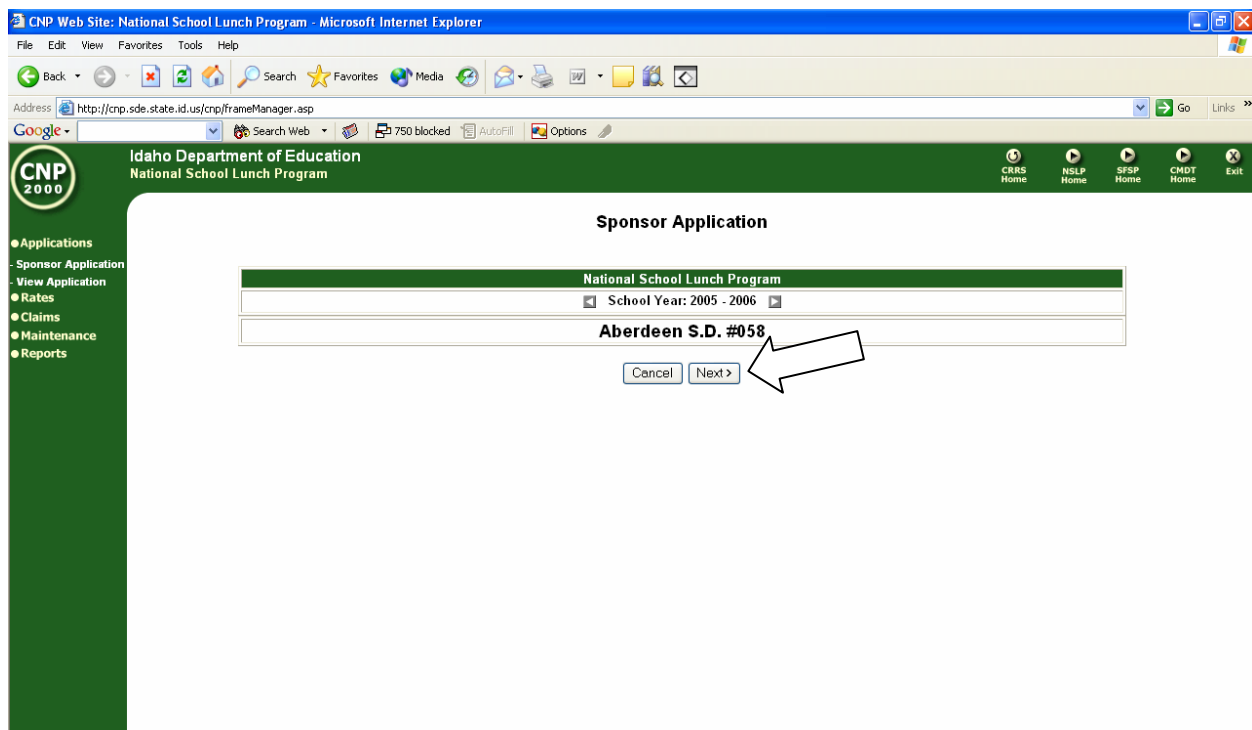 CNP Web Site: National School Lunch Program - Microsoft Internet Explorer
File Edit View Favorites Tools Help
Back Search Favorites Media W
Address http://cnp.sde.state.id.us/cnp/frameManager.asp Go Links »
Google Search Web 750 blocked AutoFill Options
CNP 2000
Idaho Department of Education
National School Lunch Program
CRRS Home
NSLP Home
SFSP Home
CMDT Home
Exit
Applications
- Sponsor Application
- View Application
Rates
Claims
Maintenance
Reports
Sponsor Application
National School Lunch Program
School Year: 2005 - 2006
Aberdeen S.D. #058
Cancel Next >